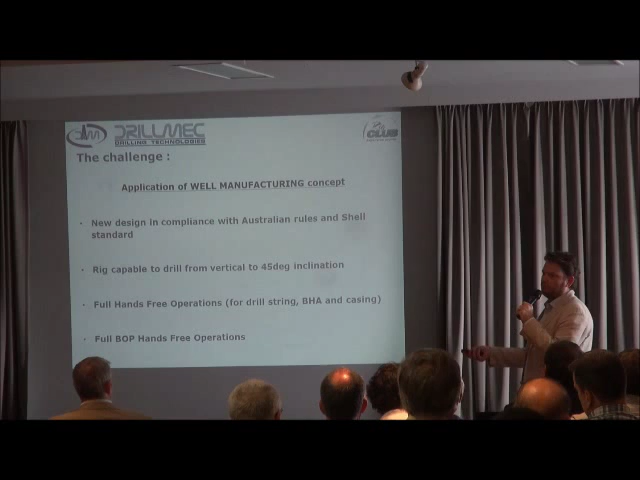 DRILLMEC
DRILLING TECHNOLOGIES
CLUB
The challenge :
Application of WELL MANUFACTURING concept
· New design in compliance with Australian rules and Shell
standard
· Rig capable to drill from vertical to 45deg inclination
· Full Hands Free Operations (for drill string, BHA and casing)
· Full BOP Hands Free Operations